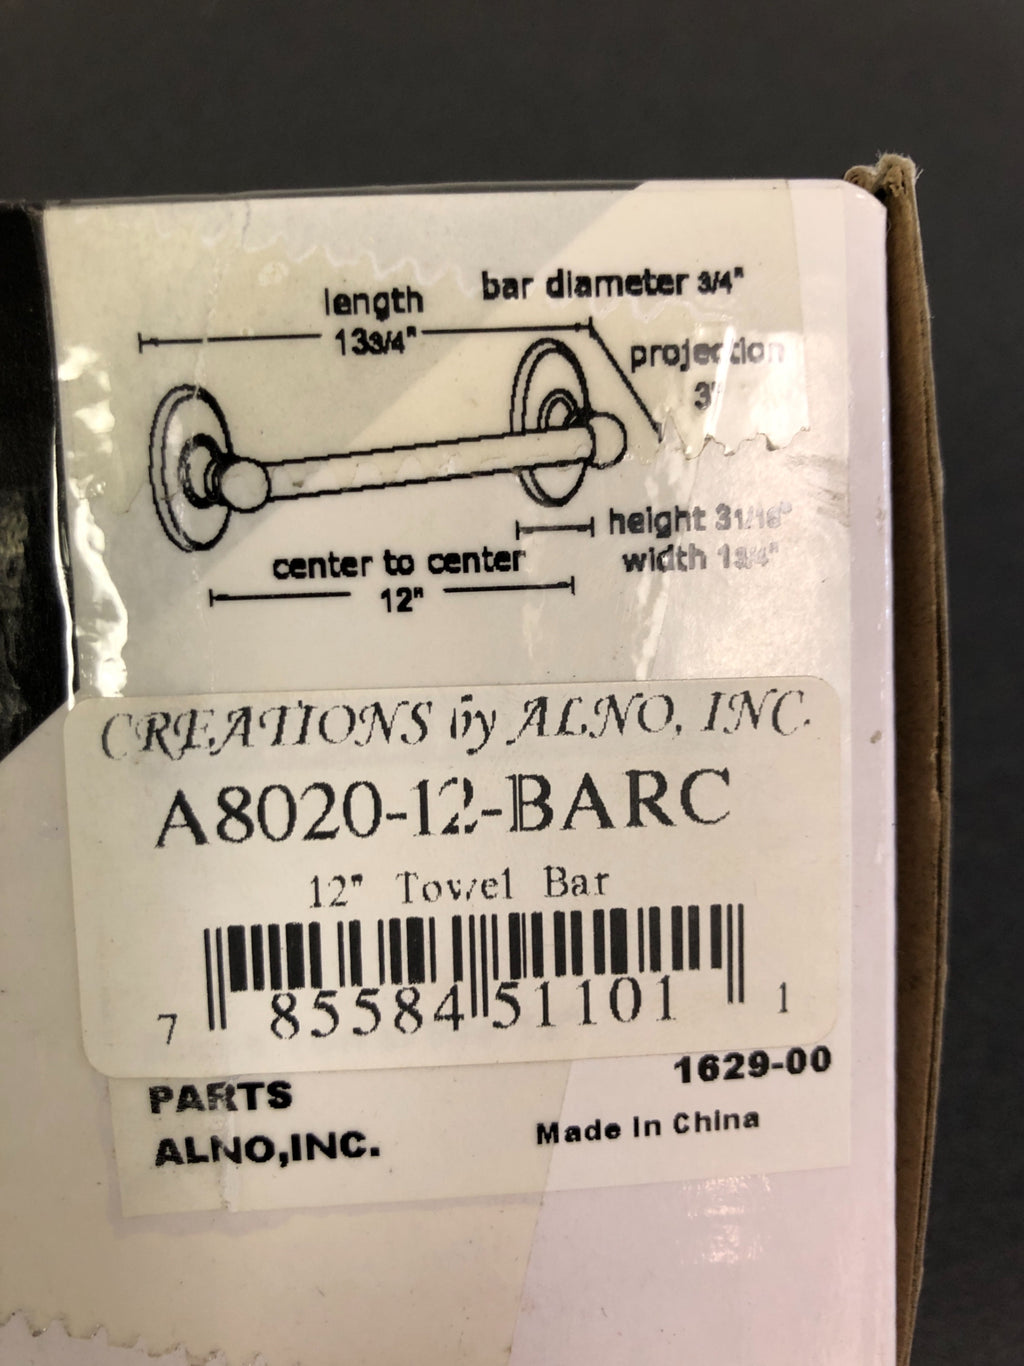 length
13 3/4"
bar diameter 3/4"
projection
3"
height 3 1/16"
width 1 3/4"
center to center
12"
CREATIONS by ALNO, INC.
A8020-12-BARC
12" Towel Bar
7 85584 51101 1
1629-00
PARTS
ALNO,INC.
Made In China